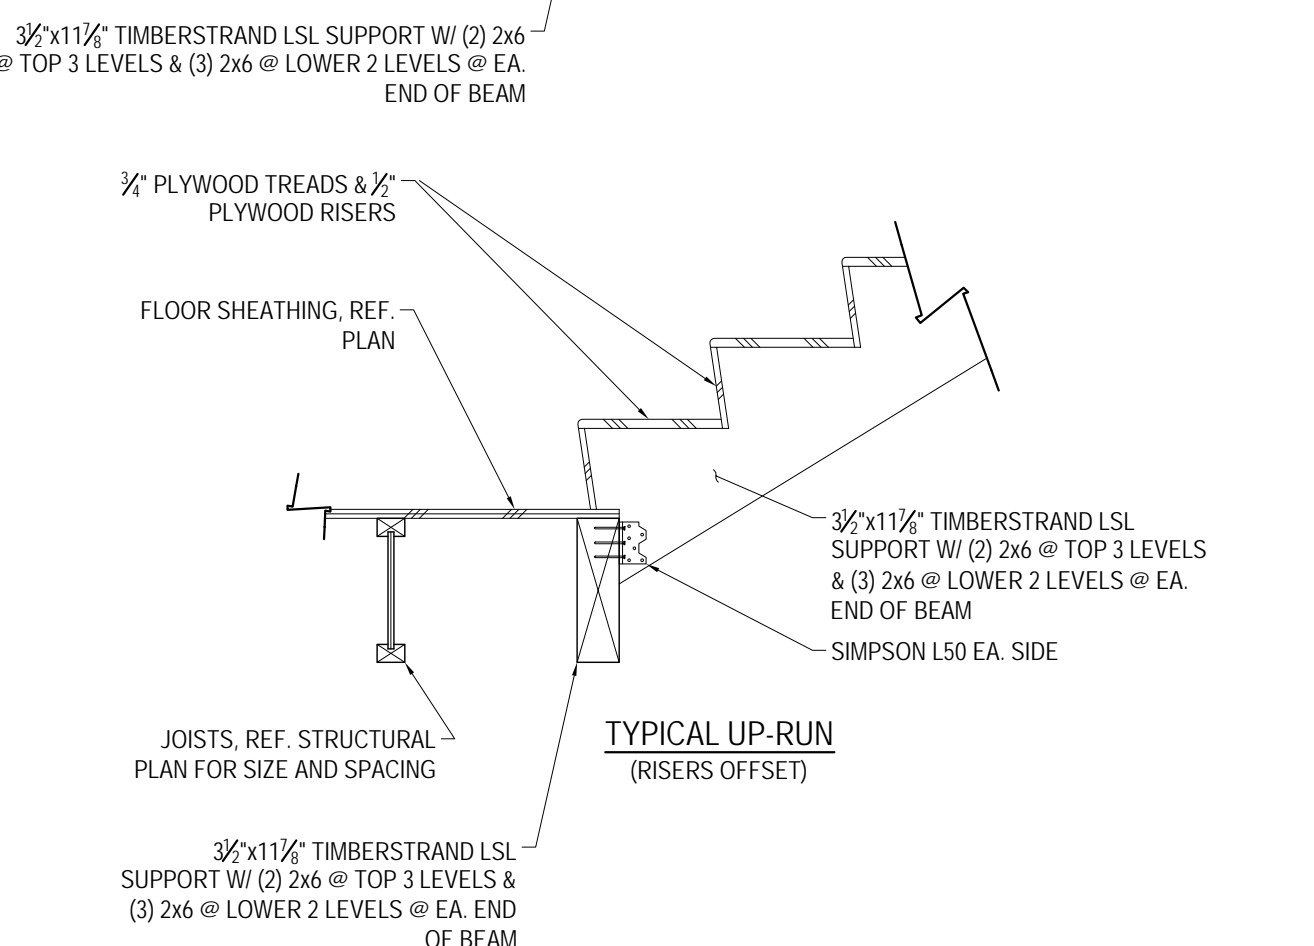 3½"x11⅞" TIMBERSTRAND LSL SUPPORT W/ (2) 2x6
@ TOP 3 LEVELS & (3) 2x6 @ LOWER 2 LEVELS @ EA.
END OF BEAM
¾" PLYWOOD TREADS & ½"
PLYWOOD RISERS
FLOOR SHEATHING, REF.
PLAN
3½"x11⅞" TIMBERSTRAND LSL
SUPPORT W/ (2) 2x6 @ TOP 3 LEVELS
& (3) 2x6 @ LOWER 2 LEVELS @ EA.
END OF BEAM
SIMPSON L50 EA. SIDE
JOISTS, REF. STRUCTURAL
PLAN FOR SIZE AND SPACING
TYPICAL UP-RUN
(RISERS OFFSET)
3½"x11⅞" TIMBERSTRAND LSL
SUPPORT W/ (2) 2x6 @ TOP 3 LEVELS &
(3) 2x6 @ LOWER 2 LEVELS @ EA. END
OF BEAM